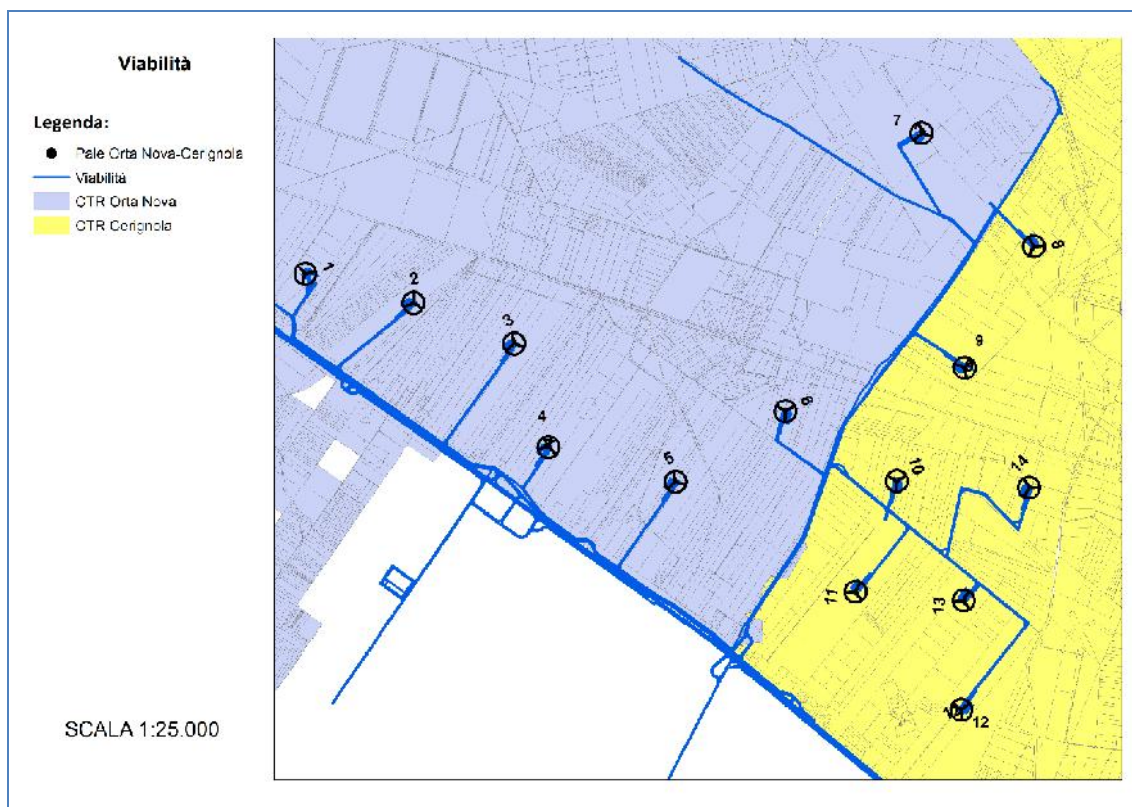 Viabilità
Legenda:
Pale Orta Nova-Cerignola
Viabilità
CTR Orta Nova
CTR Cerignola
SCALA 1:25.000
7
8
1
2
3
9
6
4
5
10
14
11
13
12